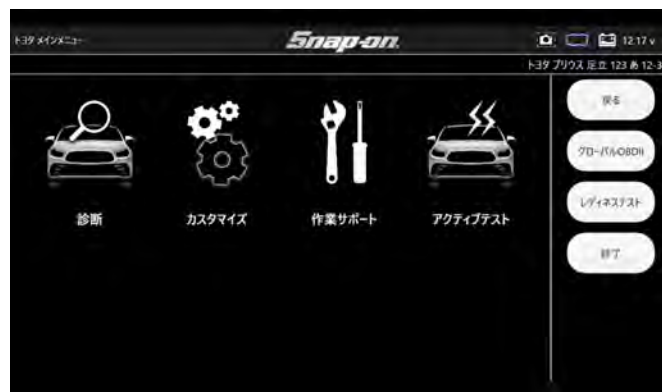 トヨタ メインメニュー
Snap-on
12.17 v
トヨタ プリウス 足立 123 あ 12-3
戻る
グローバルOBDII
レディネステスト
終了
診断
カスタマイズ
作業サポート
アクティブテスト